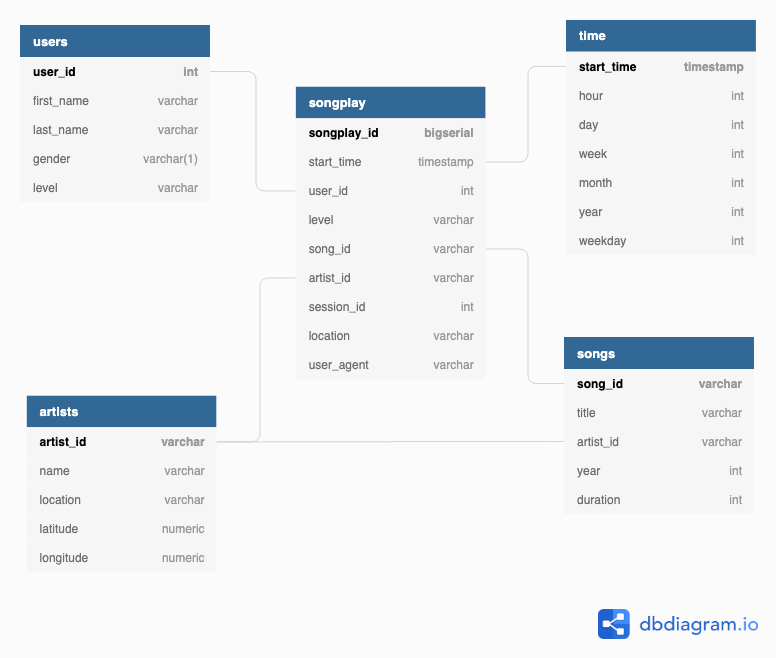 users
user_id int
first_name varchar
last_name varchar
gender varchar(1)
level varchar
songplay
songplay_id bigserial
start_time timestamp
user_id int
level varchar
song_id varchar
artist_id varchar
session_id int
location varchar
user_agent varchar
time
start_time timestamp
hour int
day int
week int
month int
year int
weekday int
artists
artist_id varchar
name varchar
location varchar
latitude numeric
longitude numeric
songs
song_id varchar
title varchar
artist_id varchar
year int
duration int
dbdiagram.io